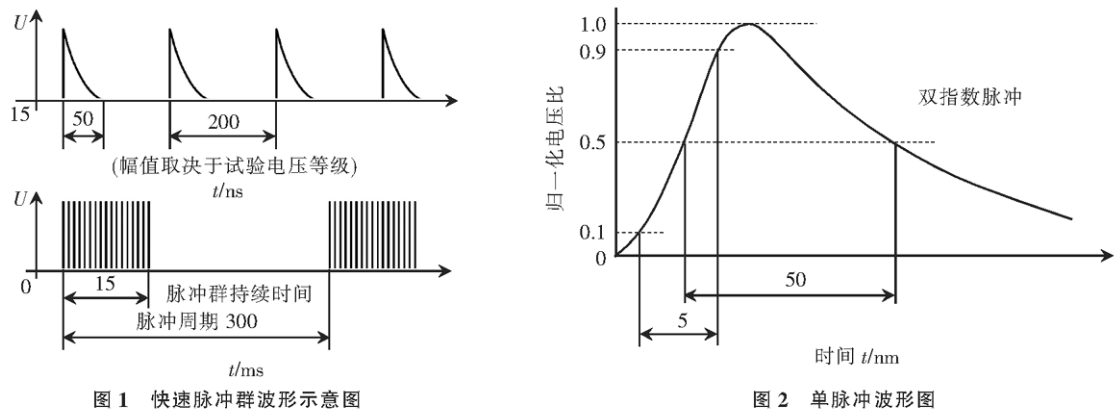 U
15
50
200
(幅值取决于试验电压等级)
t/ns
U
0
15
脉冲群持续时间
脉冲周期 300
t/ms
图 1 快速脉冲群波形示意图
归一化电压比
1.0
0.9
0.5
0.1
0
双指数脉冲
50
5
时间 t/nm
图 2 单脉冲波形图